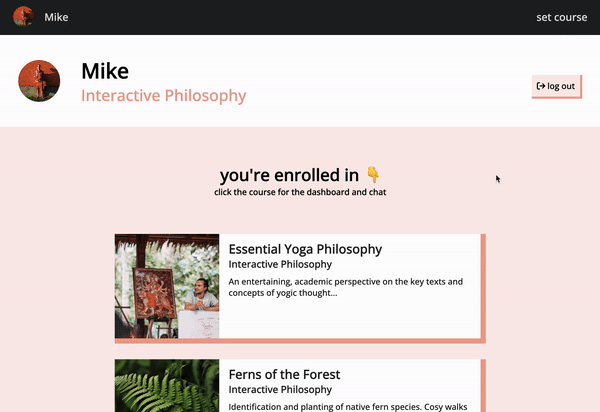 Mike
set course
Mike
Interactive Philosophy
log out
you're enrolled in 👇
click the course for the dashboard and chat
Essential Yoga Philosophy
Interactive Philosophy
An entertaining, academic perspective on the key texts and
concepts of yogic thought...
Ferns of the Forest
Interactive Philosophy
Identification and planting of native fern species. Cosy walks